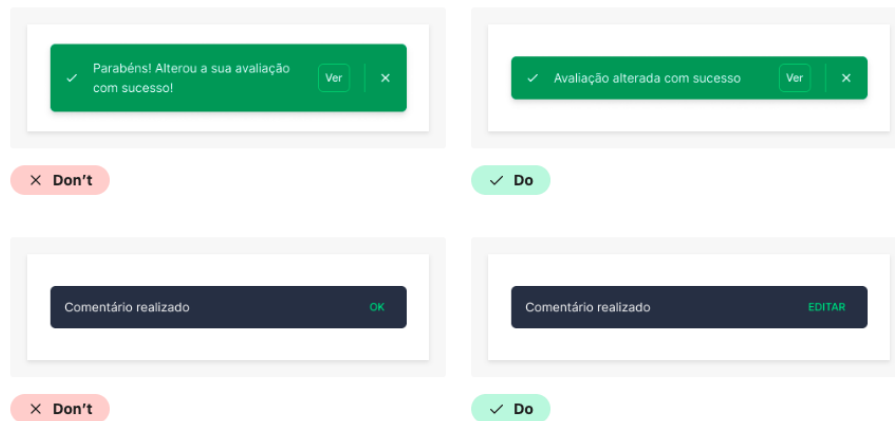 Parabéns! Alterou a sua avaliação
com sucesso!
Ver
Avaliação alterada com sucesso
Ver
Don't
Do
Comentário realizado
OK
Comentário realizado
EDITAR
Don't
Do